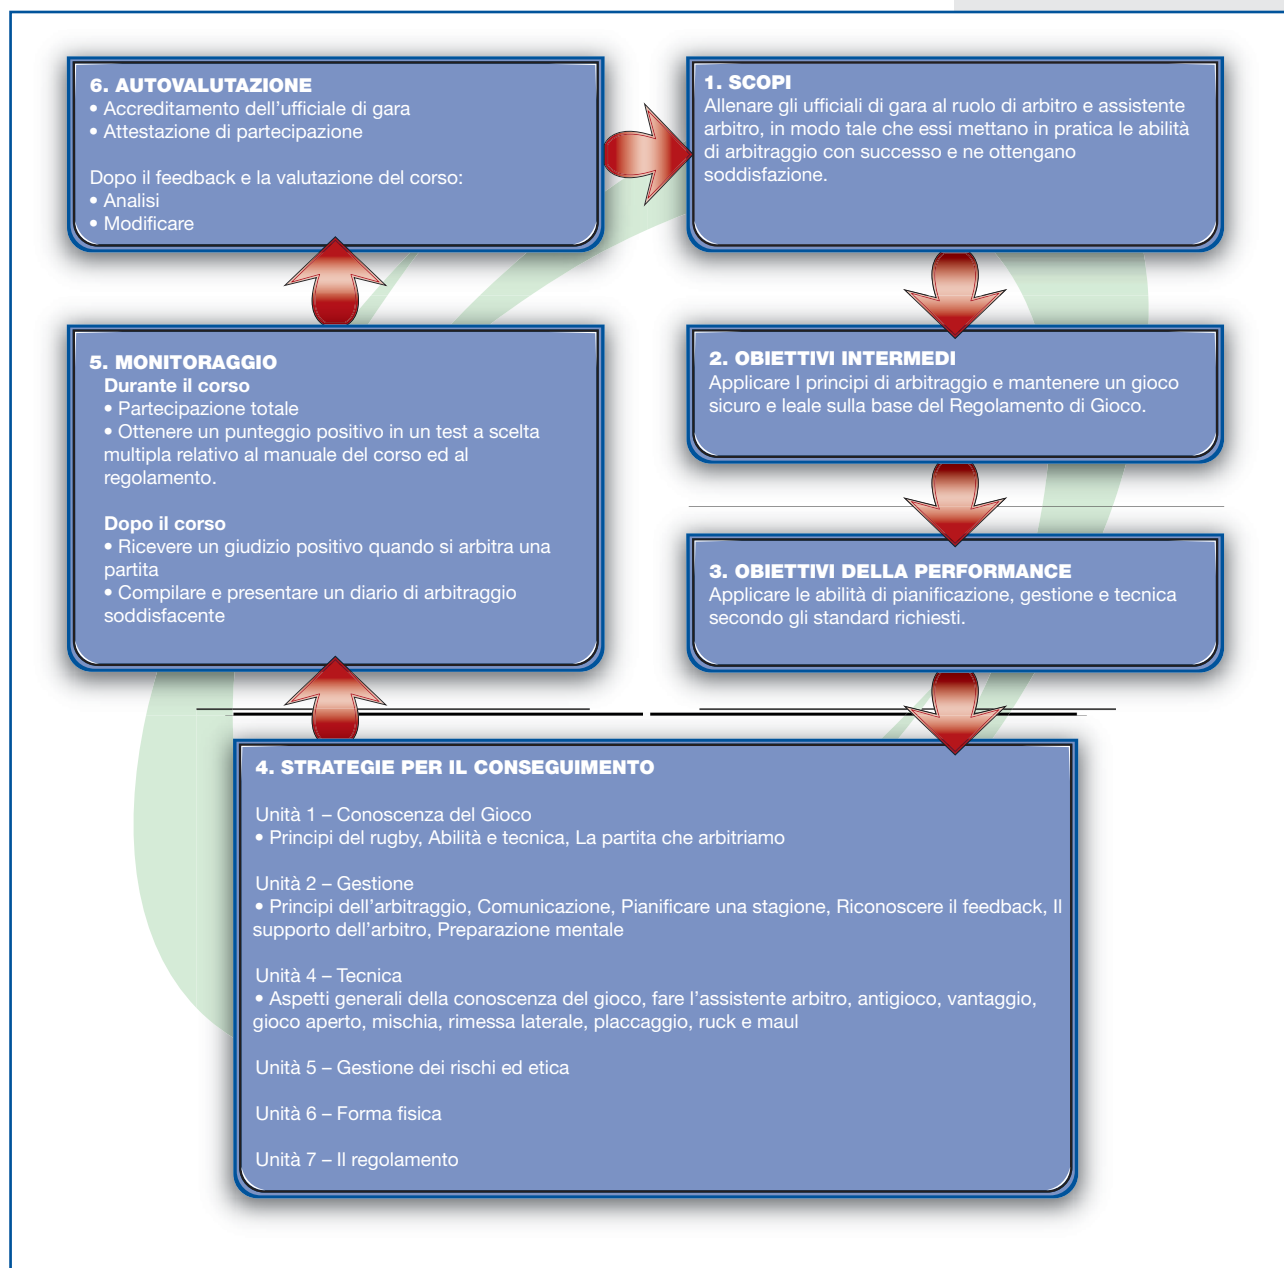 6. AUTOVALUTAZIONE
• Accreditamento dell’ufficiale di gara
• Attestazione di partecipazione
Dopo il feedback e la valutazione del corso:
• Analisi
• Modificare
1. SCOPI
Allenare gli ufficiali di gara al ruolo di arbitro e assistente
arbitro, in modo tale che essi mettano in pratica le abilità
di arbitraggio con successo e ne ottengano
soddisfazione.
2. OBIETTIVI INTERMEDI
Applicare I principi di arbitraggio e mantenere un gioco
sicuro e leale sulla base del Regolamento di Gioco.
3. OBIETTIVI DELLA PERFORMANCE
Applicare le abilità di pianificazione, gestione e tecnica
secondo gli standard richiesti.
4. STRATEGIE PER IL CONSEGUIMENTO
Unità 1 – Conoscenza del Gioco
• Principi del rugby, Abilità e tecnica, La partita che arbitriamo
Unità 2 – Gestione
• Principi dell’arbitraggio, Comunicazione, Pianificare una stagione, Riconoscere il feedback, Il
supporto dell’arbitro, Preparazione mentale
Unità 4 – Tecnica
• Aspetti generali della conoscenza del gioco, fare l’assistente arbitro, antigioco, vantaggio,
gioco aperto, mischia, rimessa laterale, placcaggio, ruck e maul
Unità 5 – Gestione dei rischi ed etica
Unità 6 – Forma fisica
Unità 7 – Il regolamento
5. MONITORAGGIO
Durante il corso
• Partecipazione totale
• Ottenere un punteggio positivo in un test a scelta
multipla relativo al manuale del corso ed al
regolamento.
Dopo il corso
• Ricevere un giudizio positivo quando si arbitra una
partita
• Compilare e presentare un diario di arbitraggio
soddisfacente